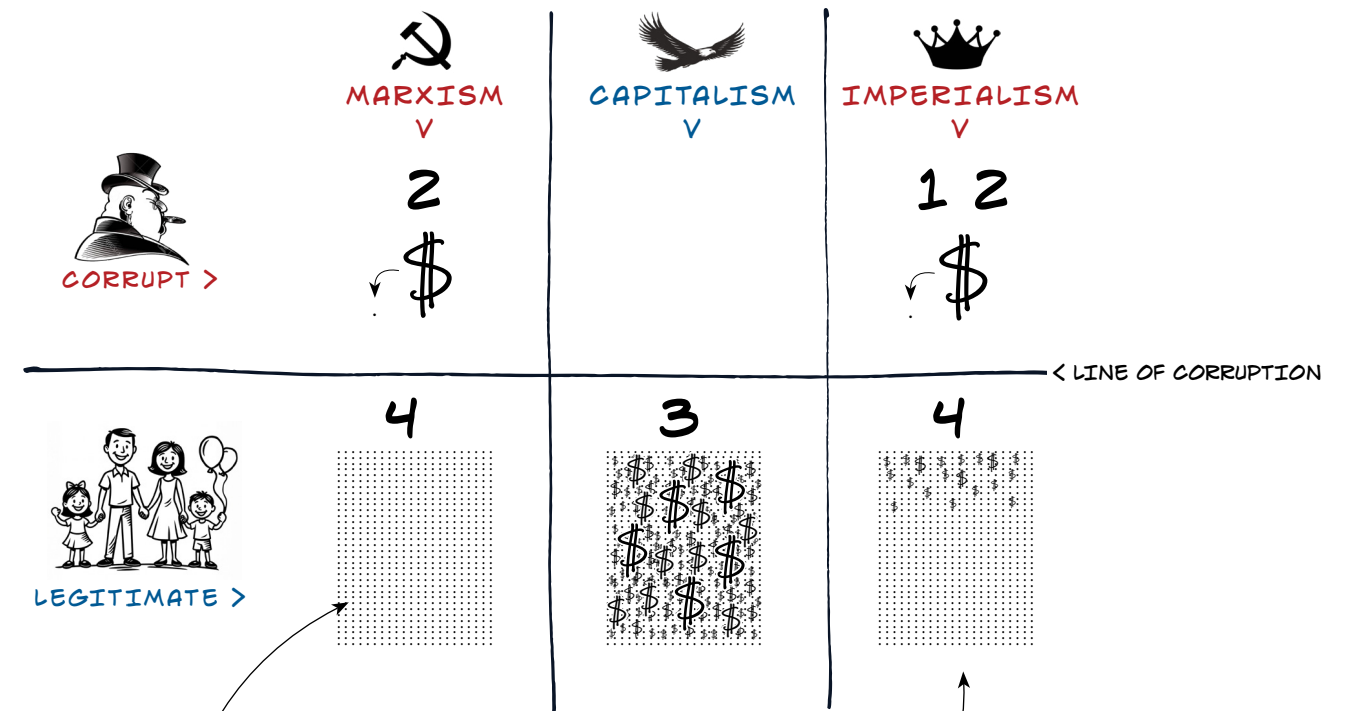 MARXISM
V
CAPITALISM
V
IMPERIALISM
V
2
1 2
$
$
CORRUPT >
< LINE OF CORRUPTION
4
3
4
LEGITIMATE >